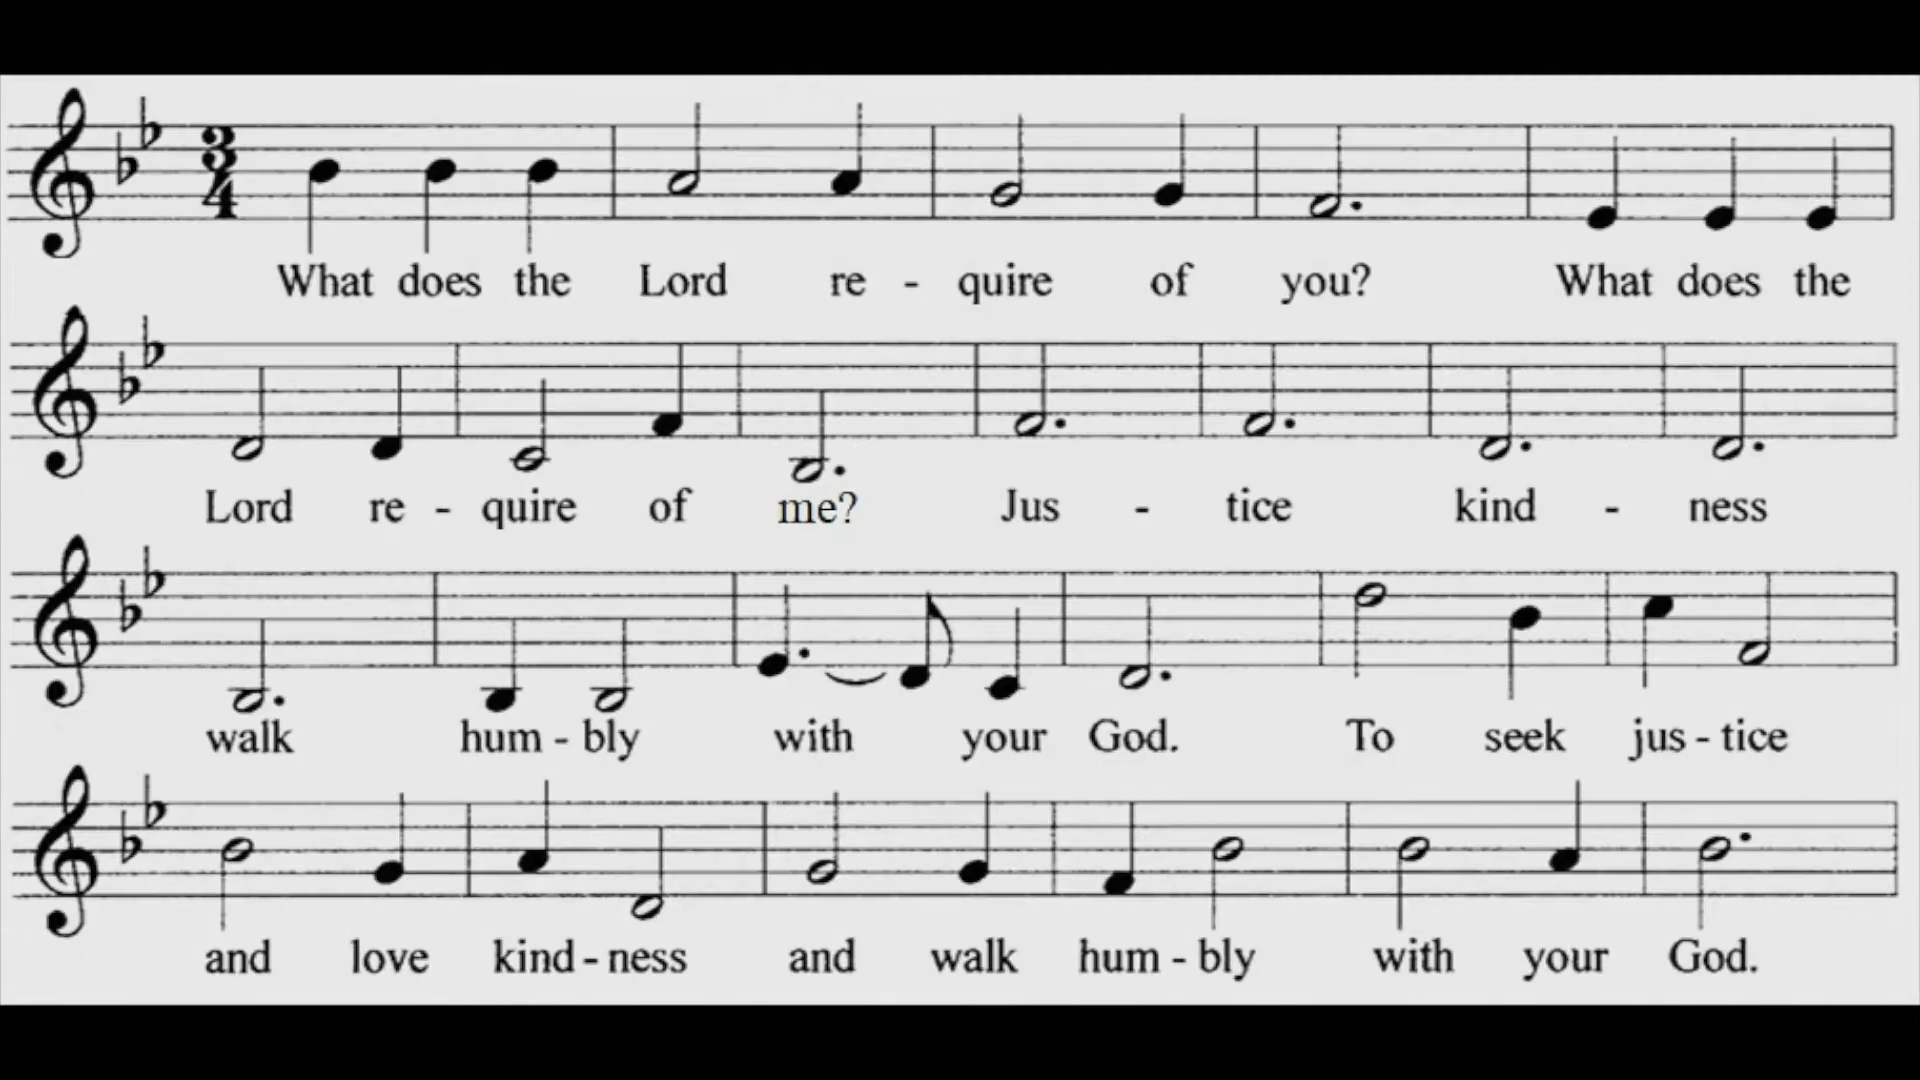 What does the Lord re - quire of you? What does the
Lord re - quire of me? Jus - tice kind - ness
walk hum - bly with your God. To seek jus - tice
and love kind - ness and walk hum - bly with your God.